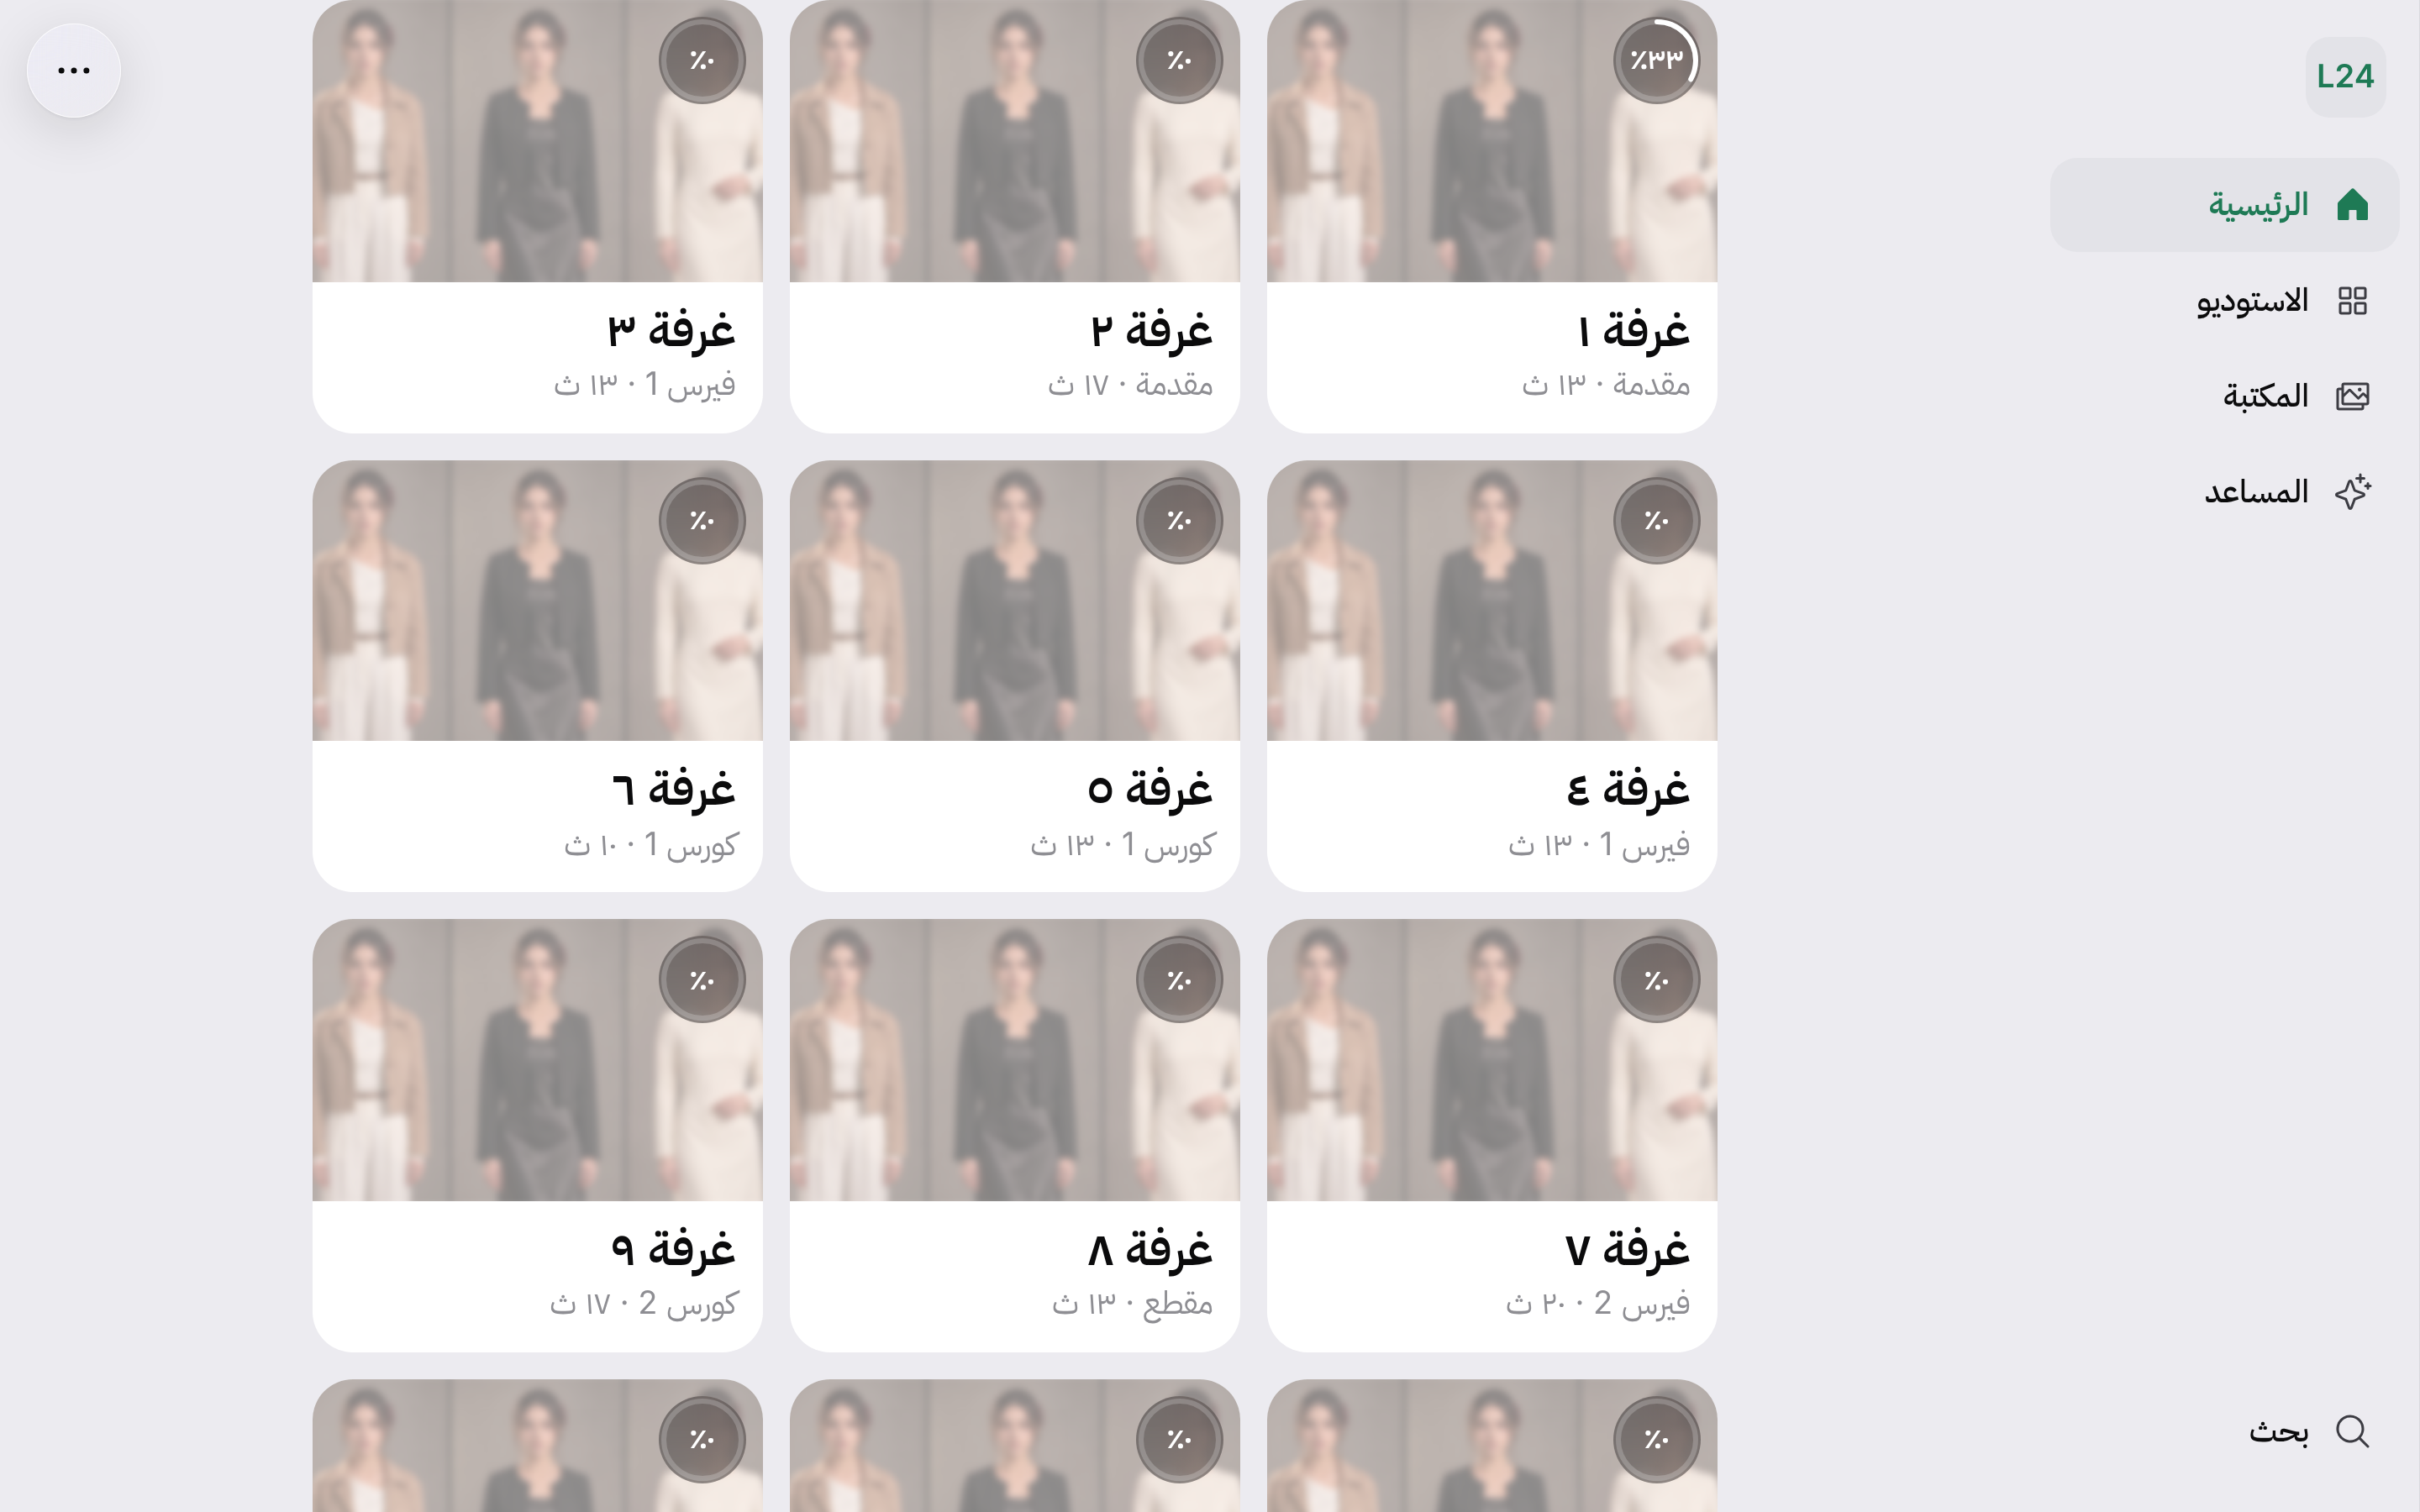 L24
الرئيسية
الاستوديو
المكتبة
المساعد
بحث
٪٣٣
غرفة ١
مقدمة · ١٣ ث
٪٠
غرفة ٢
مقدمة · ١٧ ث
٪٠
غرفة ٣
فيرس 1 · ١٣ ث
٪٠
غرفة ٤
فيرس 1 · ١٣ ث
٪٠
غرفة ٥
كورس 1 · ١٣ ث
٪٠
غرفة ٦
كورس 1 · ١٠ ث
٪٠
غرفة ٧
فيرس 2 · ٢٠ ث
٪٠
غرفة ٨
مقطع · ١٣ ث
٪٠
غرفة ٩
كورس 2 · ١٧ ث
٪٠
٪٠
٪٠